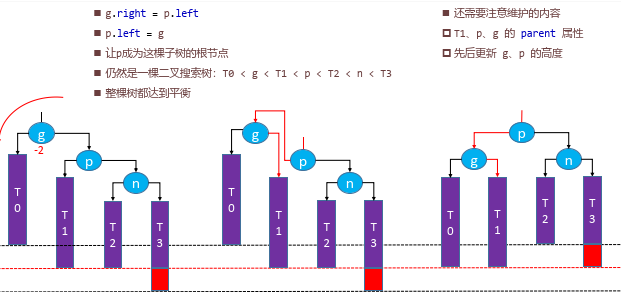 ■ g.right = p.left
■ p.left = g
■ 让p成为这棵子树的根节点
■ 仍然是一棵二叉搜索树：T0 < g < T1 < p < T2 < n < T3
■ 整棵树都达到平衡
■ 还需要注意维护的内容
□ T1、p、g 的 parent 属性
□ 先后更新 g、p 的高度
g
-2
p
n
T0
T1
T2
T3
g
p
n
T0
T1
T2
T3
p
g
n
T0
T1
T2
T3